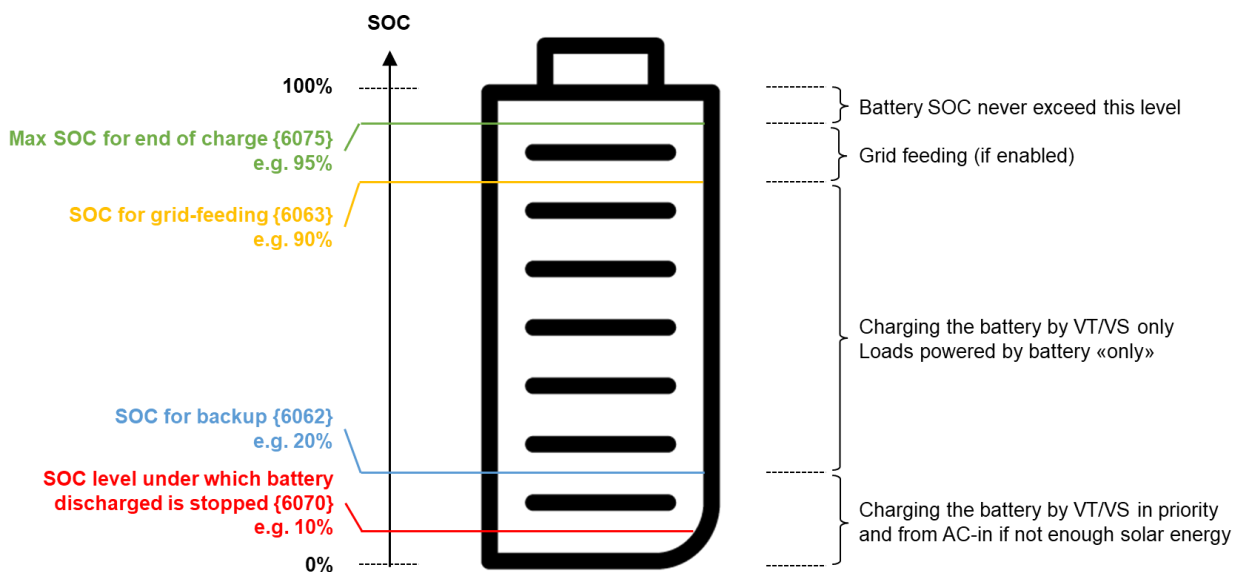 SOC
100%
Max SOC for end of charge {6075}
e.g. 95%
SOC for grid-feeding {6063}
e.g. 90%
SOC for backup {6062}
e.g. 20%
SOC level under which battery
discharged is stopped {6070}
e.g. 10%
0%
Battery SOC never exceed this level
Grid feeding (if enabled)
Charging the battery by VT/VS only
Loads powered by battery «only»
Charging the battery by VT/VS in priority
and from AC-in if not enough solar energy